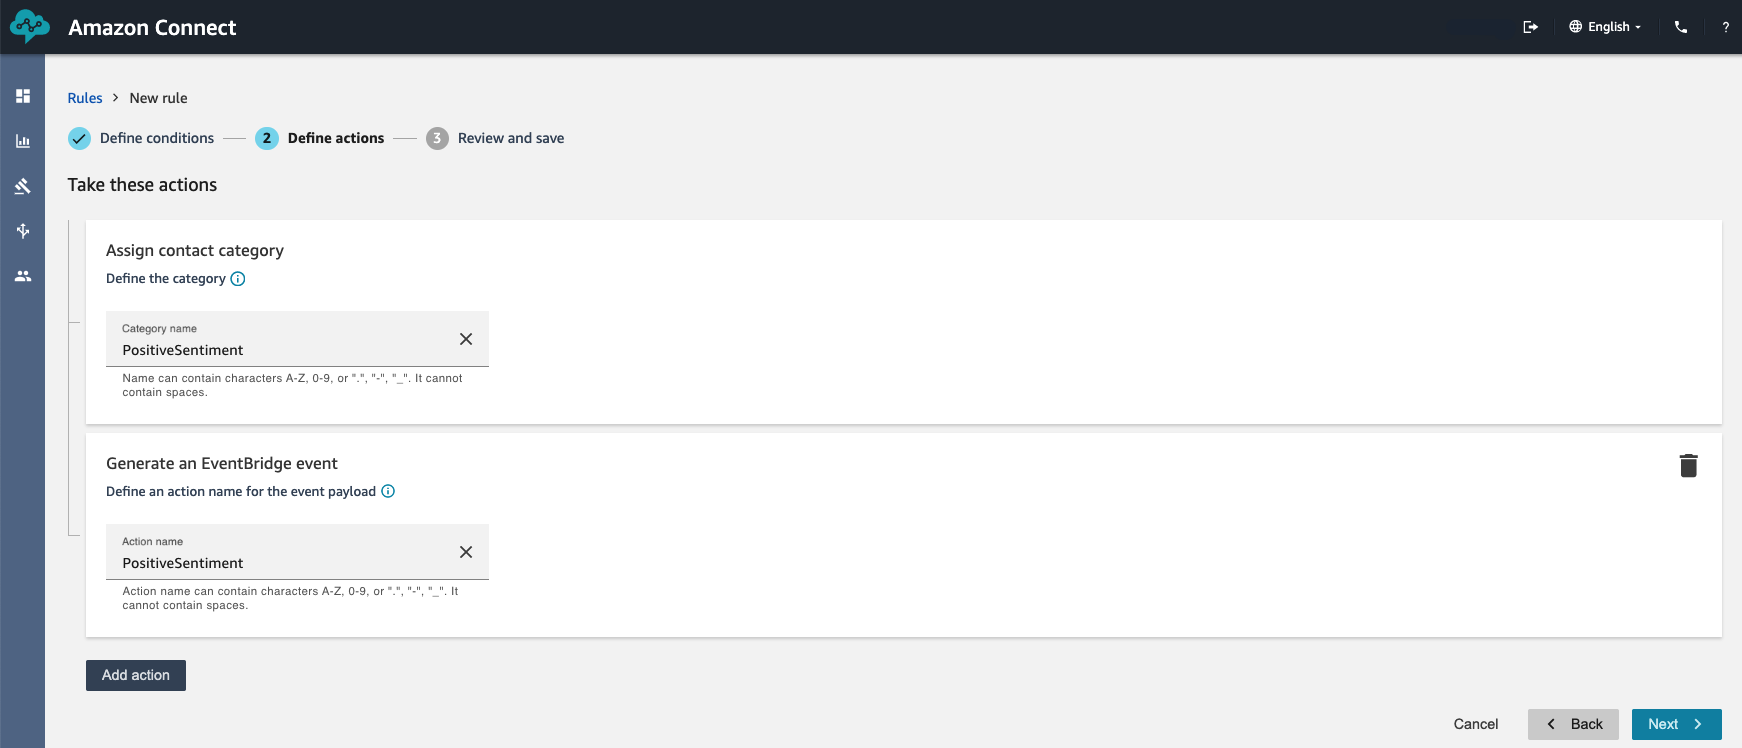 Amazon Connect
English
?
Rules > New rule
Define conditions
2 Define actions
3 Review and save
Take these actions
Assign contact category
Define the category
Category name
PositiveSentiment
Name can contain characters A-Z, 0-9, or ".", "-", "_". It cannot
contain spaces.
Generate an EventBridge event
Define an action name for the event payload
Action name
PositiveSentiment
Action name can contain characters A-Z, 0-9, or ".", "-", "_". It
cannot contain spaces.
Add action
Cancel
Back
Next